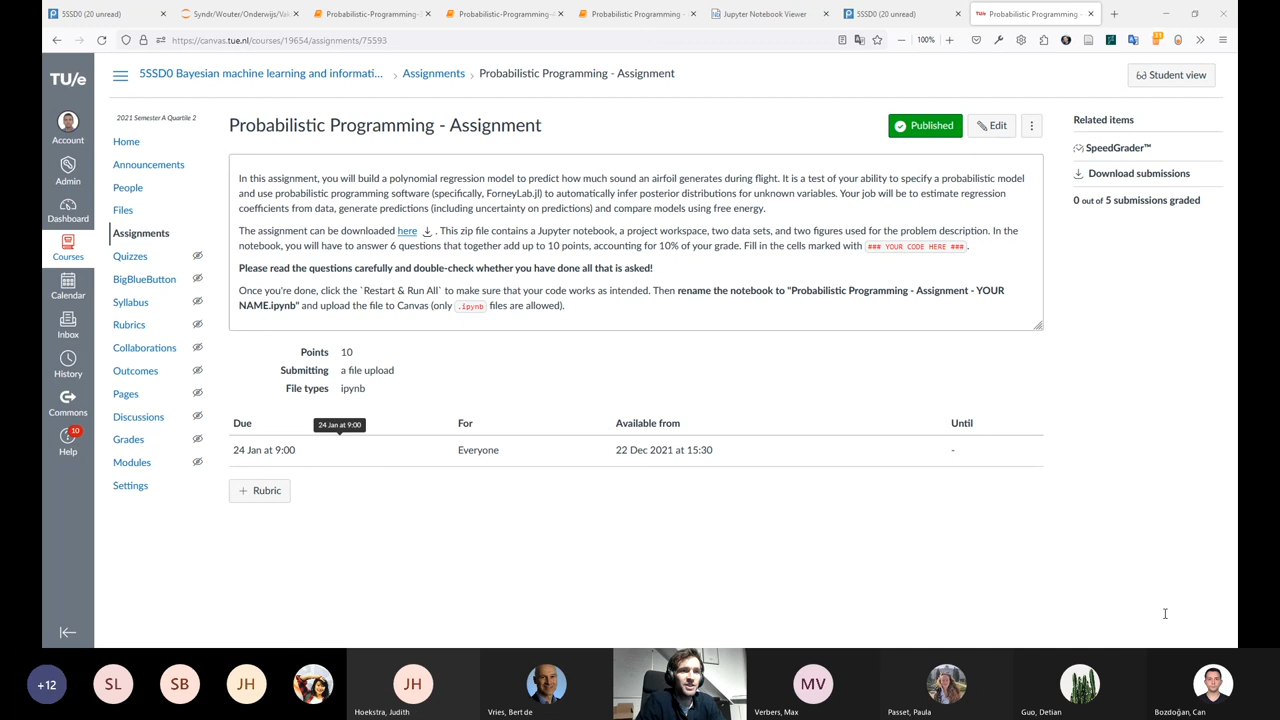 5SSD0 (20 unread)
Syndr/Wouter/Onderwijs/Vai
Probabilistic-Programming-
Probabilistic-Programming-
Probabilistic Programming -
Jupyter Notebook Viewer
5SSD0 (20 unread)
Probabilistic Programming -
https://canvas.tue.nl/courses/19654/assignments/75593
100%
TU/e
5SSD0 Bayesian machine learning and informati...
Assignments
Probabilistic Programming - Assignment
Student view
Account
Admin
Dashboard
Courses
Calendar
Inbox
History
Commons
10
Help
2021 Semester A Quartile 2
Home
Announcements
People
Files
Assignments
Quizzes
BigBlueButton
Syllabus
Rubrics
Collaborations
Outcomes
Pages
Discussions
Grades
Modules
Settings
Probabilistic Programming - Assignment
Published
Edit
In this assignment, you will build a polynomial regression model to predict how much sound an airfoil generates during flight. It is a test of your ability to specify a probabilistic model
and use probabilistic programming software (specifically, ForneyLab.jl) to automatically infer posterior distributions for unknown variables. Your job will be to estimate regression
coefficients from data, generate predictions (including uncertainty on predictions) and compare models using free energy.
The assignment can be downloaded here . This zip file contains a Jupyter notebook, a project workspace, two data sets, and two figures used for the problem description. In the
notebook, you will have to answer 6 questions that together add up to 10 points, accounting for 10% of your grade. Fill in the cells marked with ### YOUR CODE HERE ### .
Please read the questions carefully and double-check whether you have done all that is asked!
Once you're done, click the `Restart & Run All` to make sure that your code works as intended. Then rename the notebook to "Probabilistic Programming - Assignment - YOUR
NAME.ipynb" and upload the file to Canvas (only .ipynb files are allowed).
Points 10
Submitting a file upload
File types ipynb
Due For Available from Until
24 Jan at 9:00
24 Jan at 9:00 Everyone 22 Dec 2021 at 15:30 -
+ Rubric
Related items
SpeedGrader™
Download submissions
0 out of 5 submissions graded
+12
SL
SB
JH
JH
Hoekstra, Judith
Vries, Bert de
MV
Verbers, Max
Passet, Paula
Guo, Detian
Bozdoğan, Can